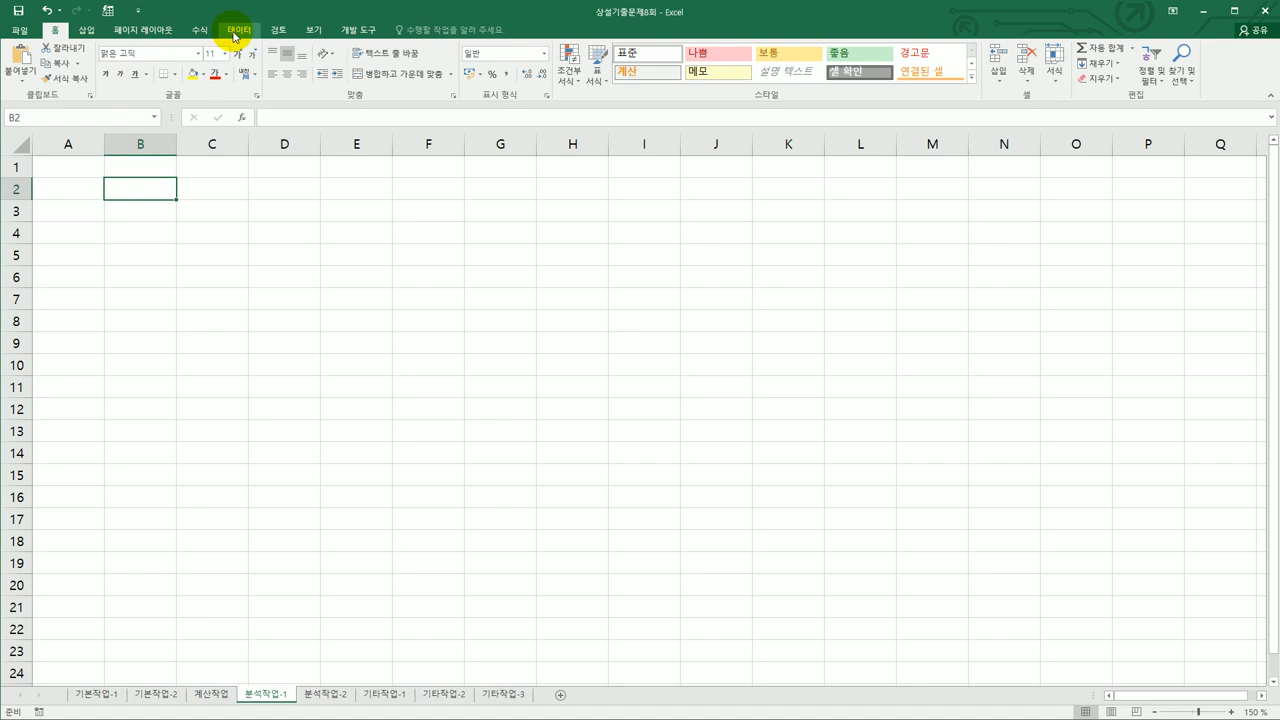 상설기출문제8회 - Excel
파일 홈 삽입 페이지 레이아웃 수식 데이터 검토 보기 개발 도구 수행할 작업을 알려 주세요. 공유
붙여넣기
잘라내기
복사
서식 복사
클립보드
맑은 고딕 11
글꼴
텍스트 줄 바꿈
병합하고 가운데 맞춤
맞춤
일반
표시 형식
조건부 서식
표 서식
표준 나쁨 보통 좋음 경고문
계산 메모 설명 텍스트 셀 확인 연결된 셀
스타일
삽입 삭제 서식
셀
자동 합계
채우기
지우기
정렬 및 필터
찾기 및 선택
편집
B2
fx
A B C D E F G H I J K L M N O P Q
1
2
3
4
5
6
7
8
9
10
11
12
13
14
15
16
17
18
19
20
21
22
23
24
기본작업-1 기본작업-2 계산작업 분석작업-1 분석작업-2 기타작업-1 기타작업-2 기타작업-3
준비 150 %